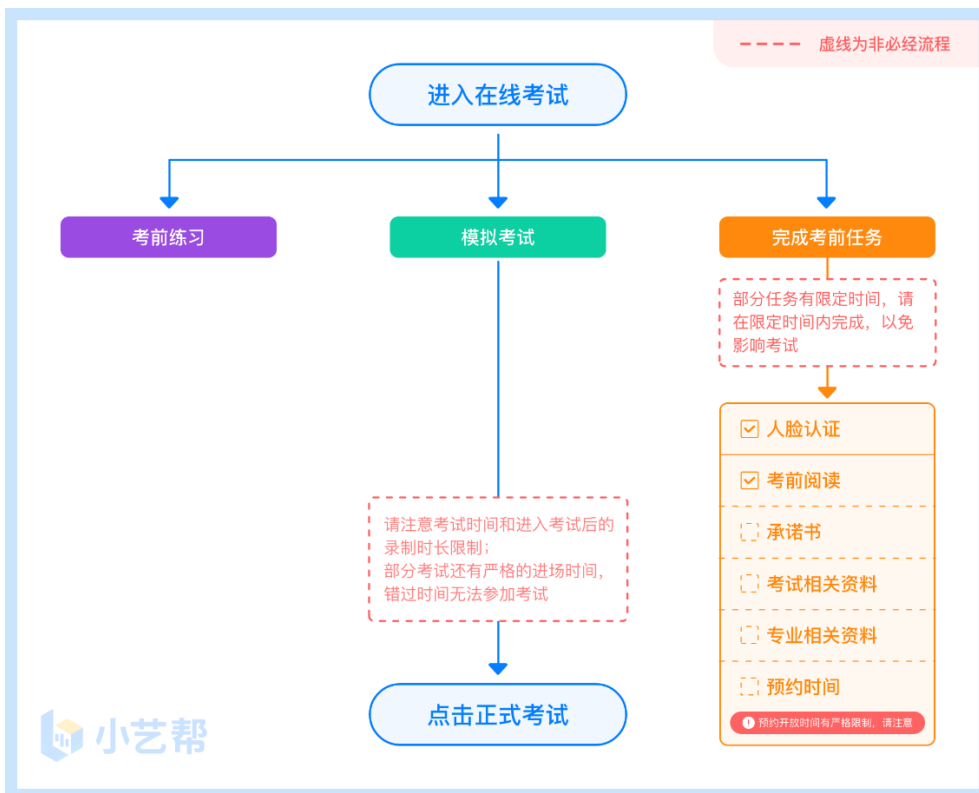 虚线为非必经流程
进入在线考试
考前练习
模拟考试
完成考前任务
部分任务有限定时间，请
在限定时间内完成，以免
影响考试
人脸认证
考前阅读
承诺书
考试相关资料
专业相关资料
预约时间
预约开放时间有严格限制，请注意
请注意考试时间和进入考试后的
录制时长限制；
部分考试还有严格的进场时间，
错过时间无法参加考试
点击正式考试
小艺帮